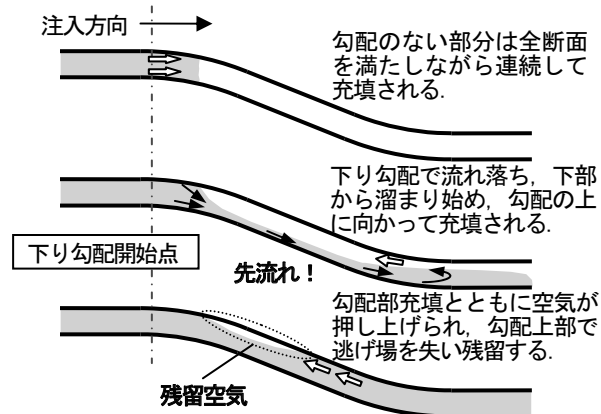 注入方向
勾配のない部分は全断面
を満たしながら連続して
充填される.
下り勾配で流れ落ち，下部
から溜まり始め，勾配の上
に向かって充填される.
下り勾配開始点
先流れ！
勾配部充填とともに空気が
押し上げられ，勾配上部で
逃げ場を失い残留する.
残留空気